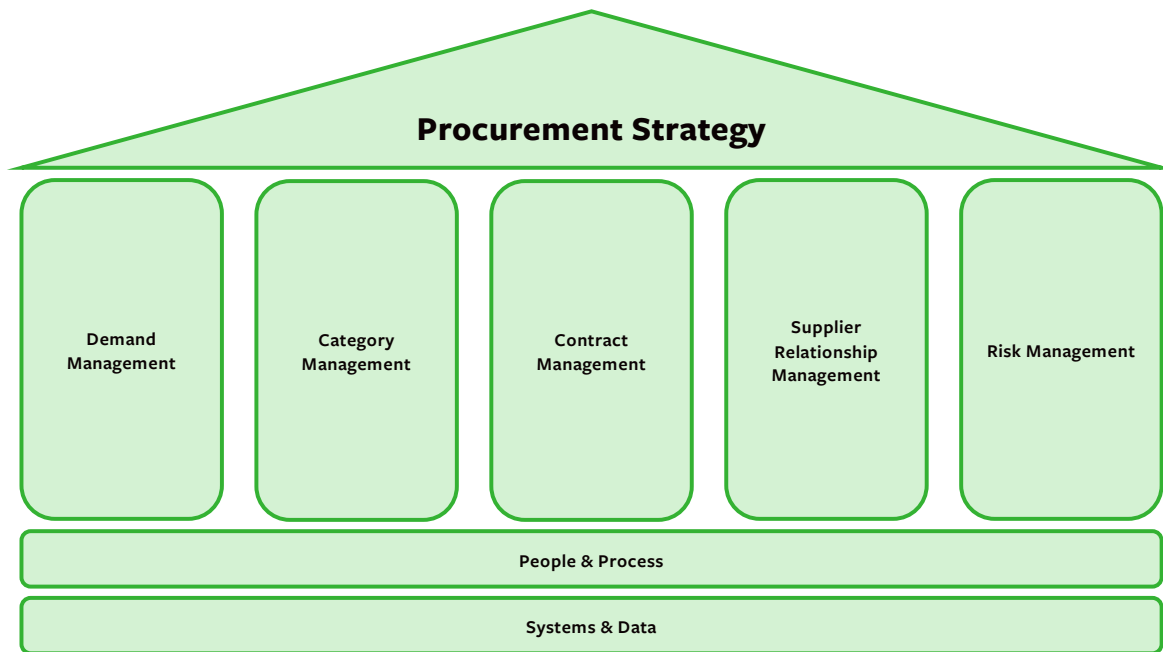 Procurement Strategy
Demand
Management
Category
Management
Contract
Management
Supplier
Relationship
Management
Risk Management
People & Process
Systems & Data